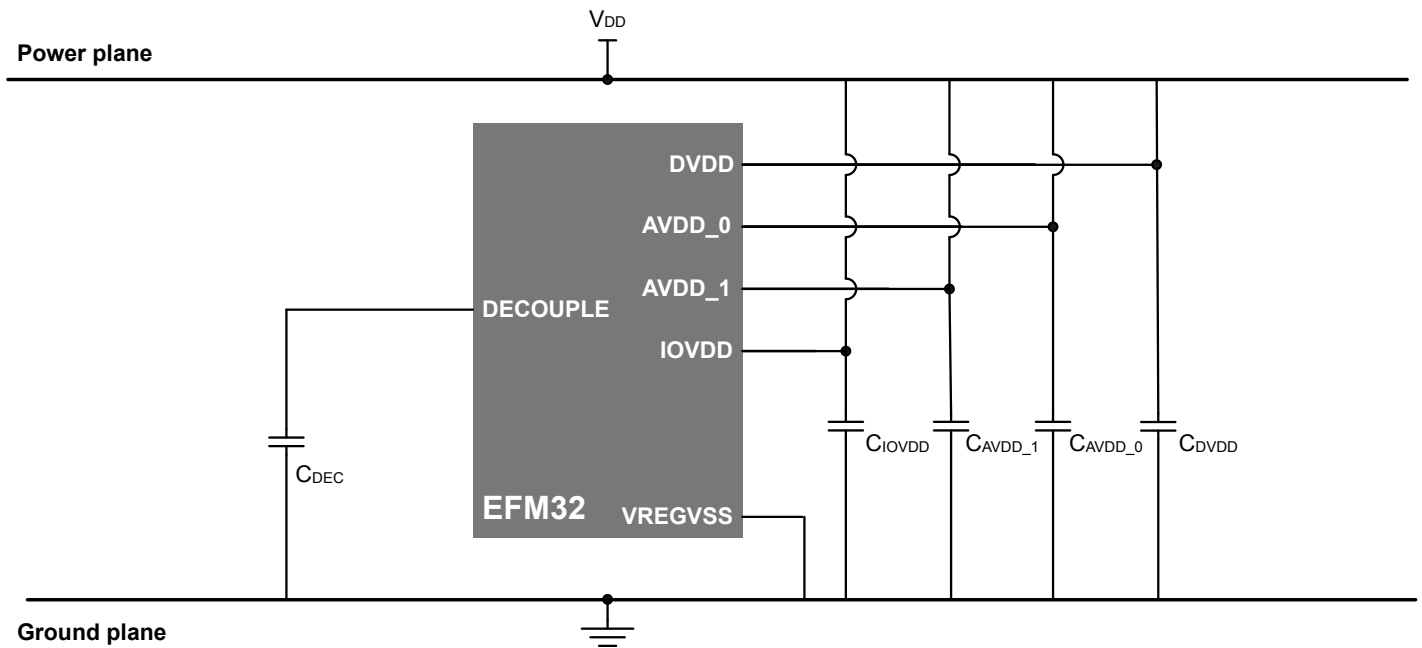 VDD
Power plane
DVDD
AVDD_0
AVDD_1
DECOUPLE
IOVDD
CIOVDD
CAVDD_1
CAVDD_0
CDVDD
CDEC
EFM32
VREGVSS
Ground plane